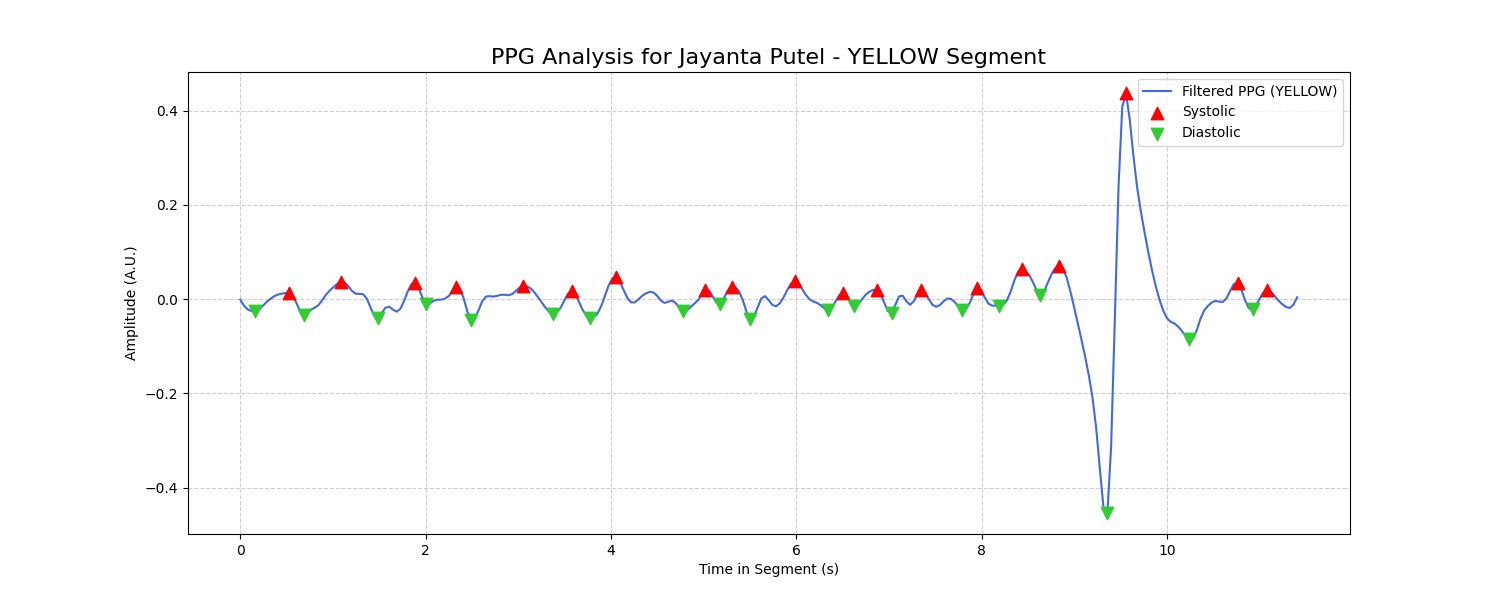 PPG Analysis for Jayanta Putel - YELLOW Segment
Filtered PPG (YELLOW)
Systolic
Diastolic
Amplitude (A.U.)
0.4
0.2
0.0
−0.2
−0.4
0 2 4 6 8 10
Time in Segment (s)